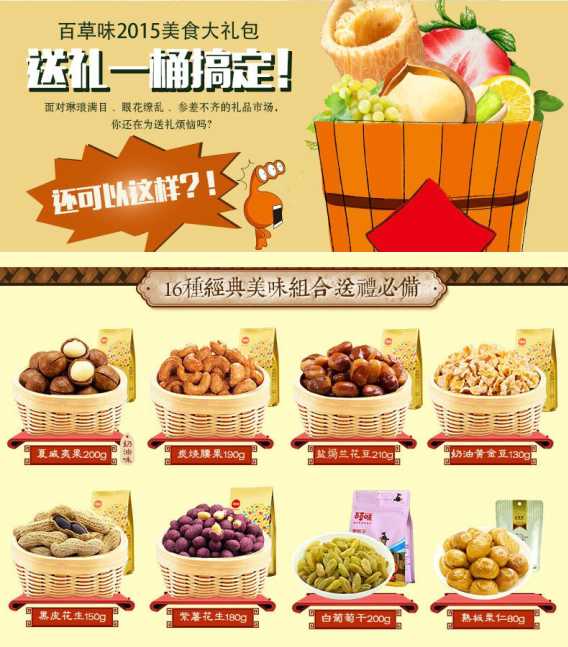 百草味2015美食大礼包
送礼一桶搞定!
面对琳琅满目、眼花缭乱、参差不齐的礼品市场,
你还在为送礼烦恼吗?
还可以这样?!
16種經典美味組合送禮必備
夏威夷果200g
奶油味
炭烧腰果190g
盐焗兰花豆210g
奶油黄金豆130g
百草味
黑皮花生150g
紫薯花生180g
白葡萄干200g
熟板栗仁80g